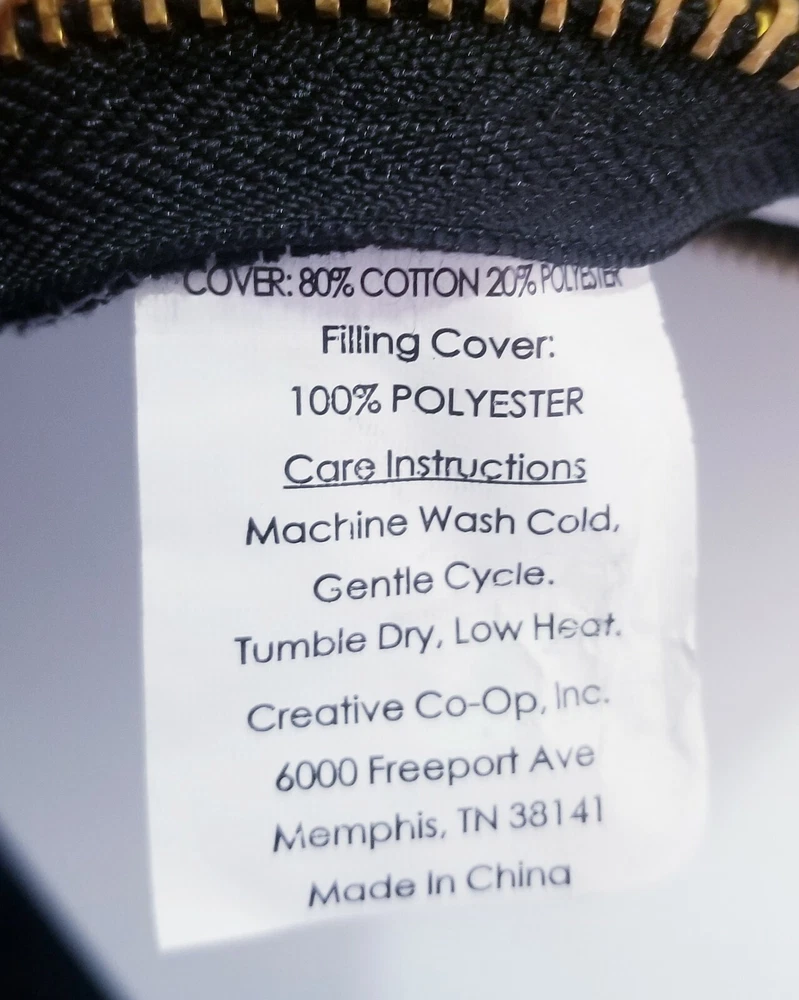 COVER: 80% COTTON 20% POLYESTER
Filling Cover:
100% POLYESTER
Care Instructions
Machine Wash Cold,
Gentle Cycle.
Tumble Dry, Low Heat.
Creative Co-Op, Inc.
6000 Freeport Ave
Memphis, TN 38141
Made In China